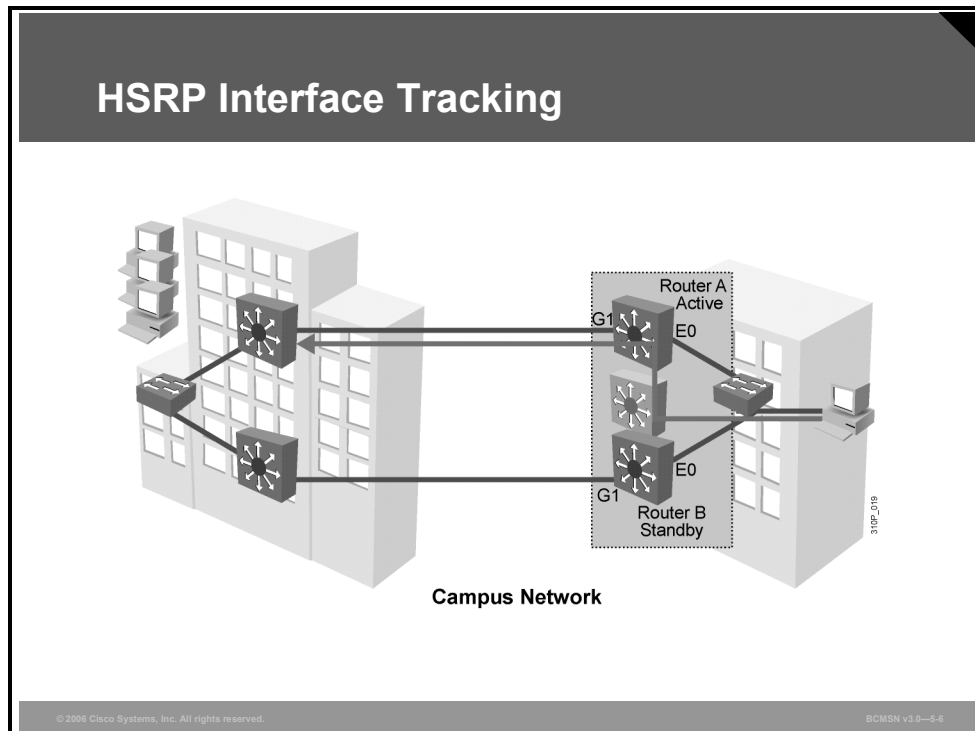 HSRP Interface Tracking
Router A
Active
G1
E0
E0
G1
Router B
Standby
310P_019
Campus Network
© 2006 Cisco Systems, Inc. All rights reserved.
BCMSN v3.0—5-6